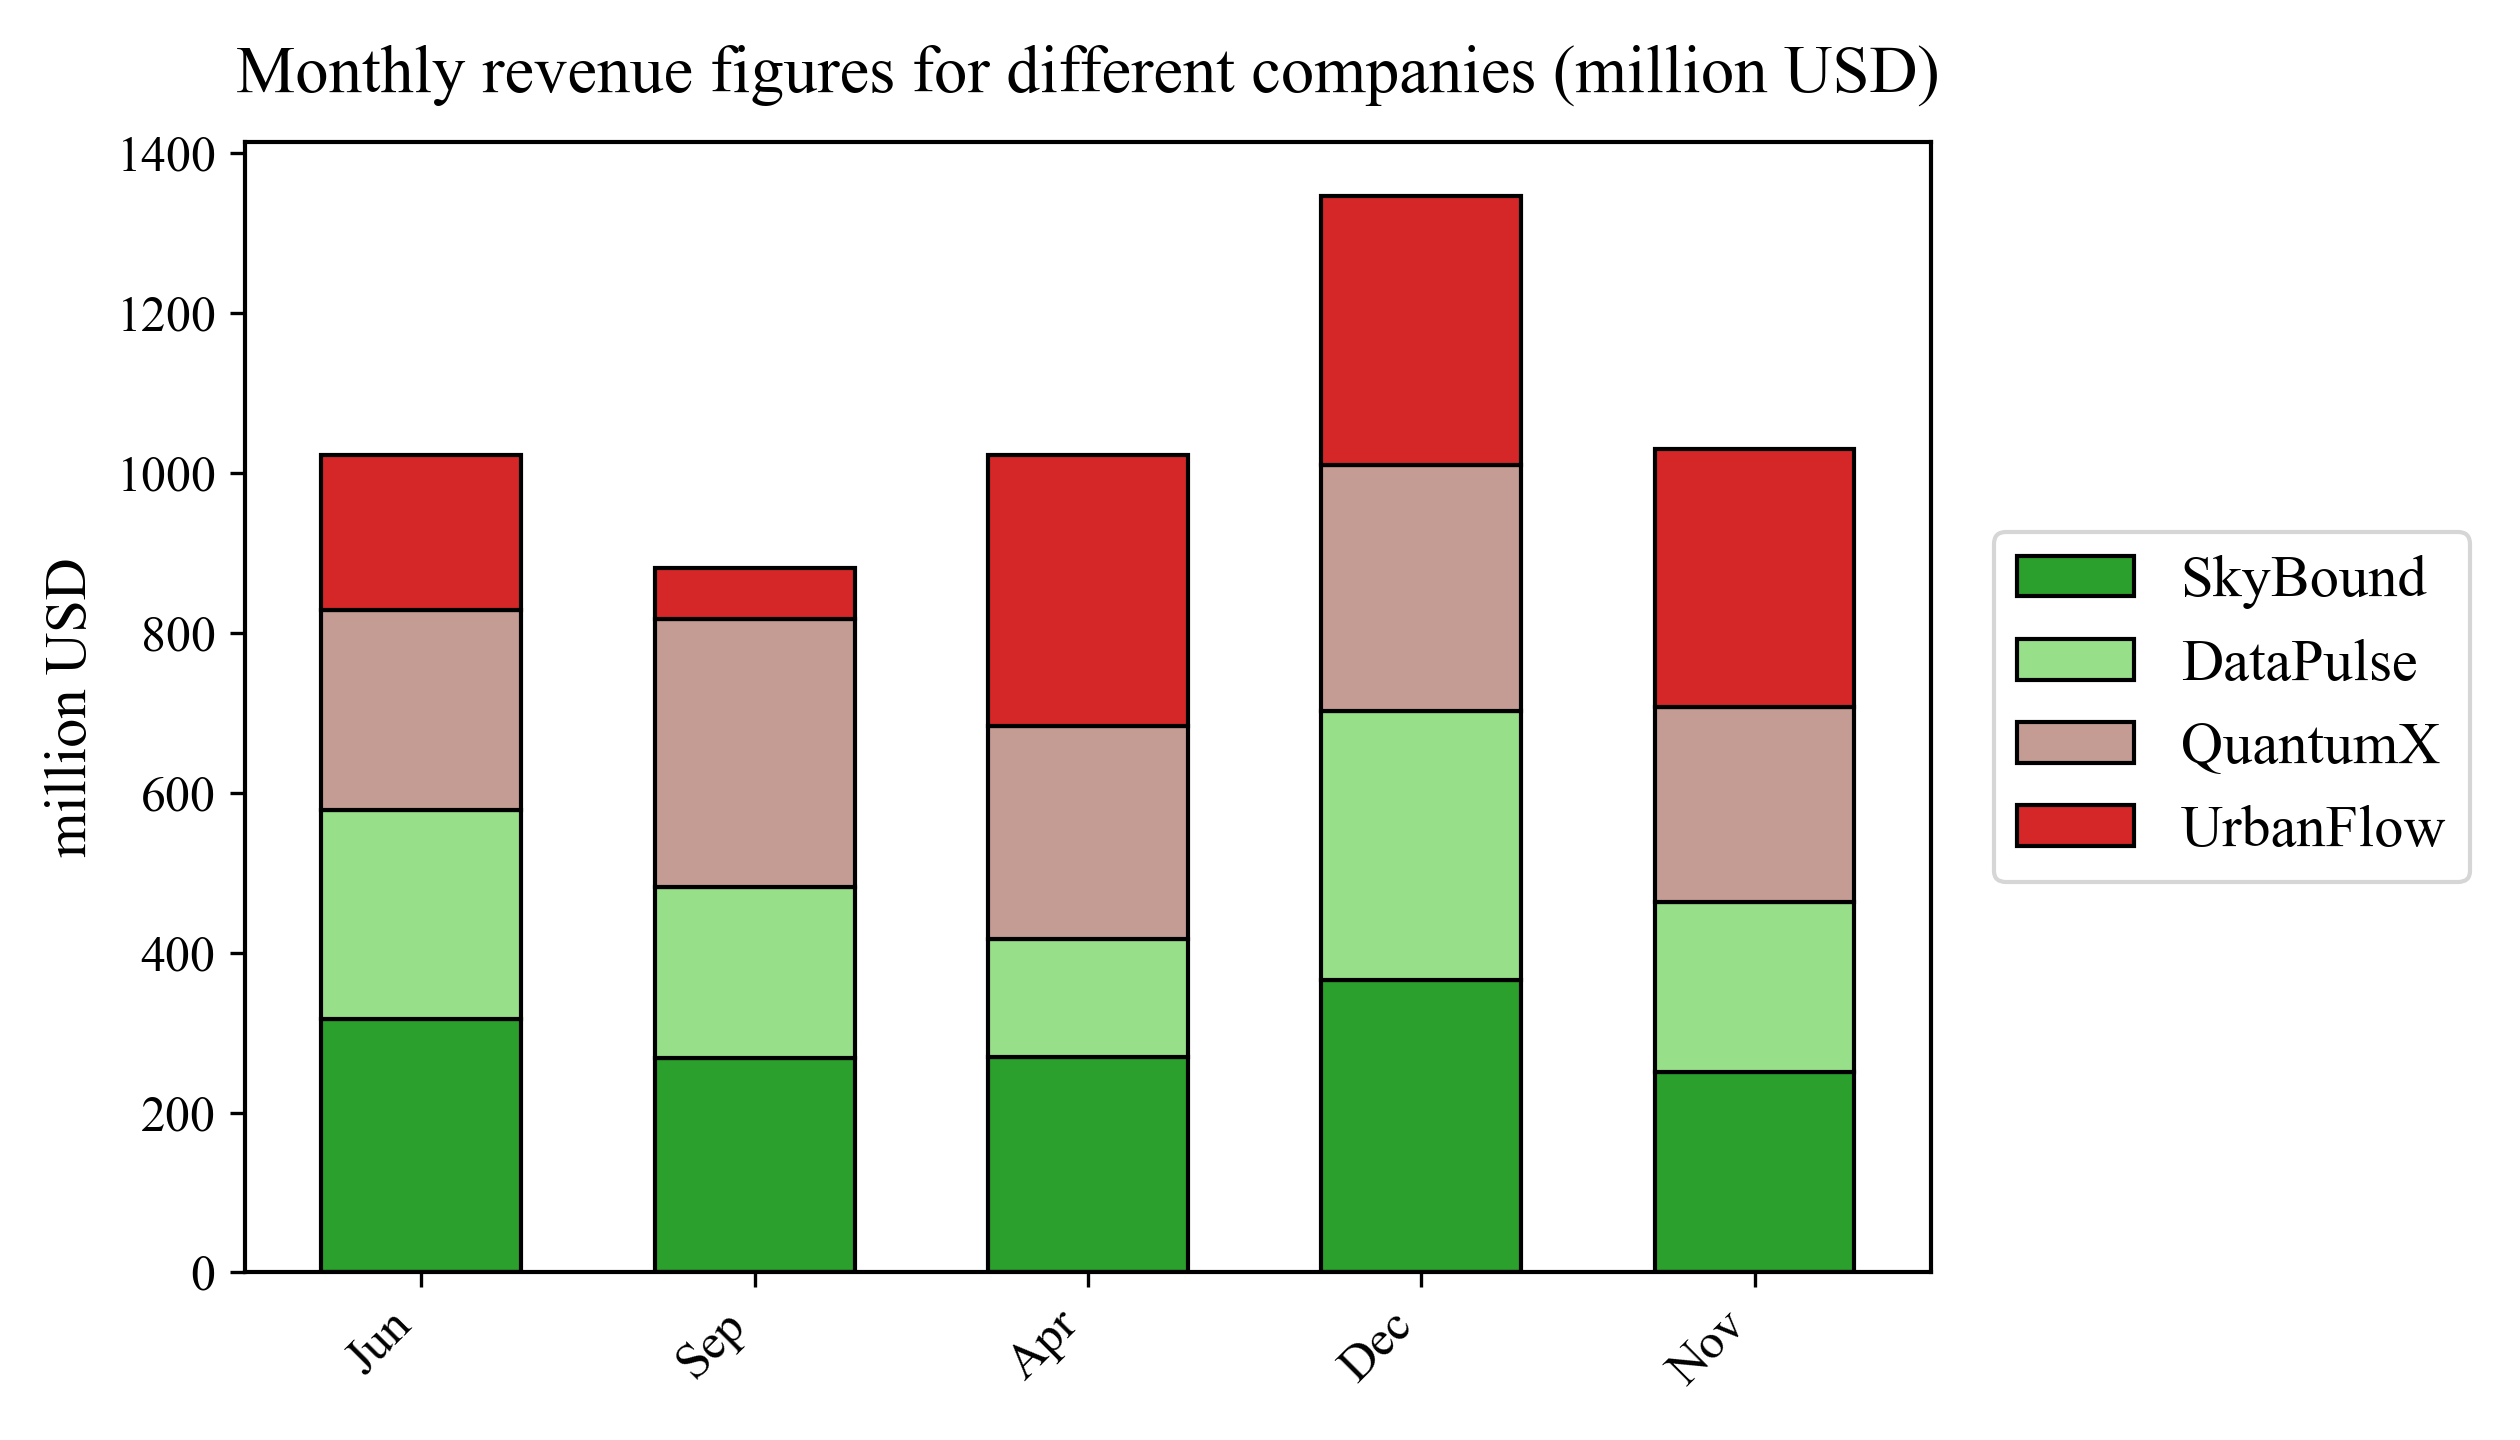 Monthly revenue figures for different companies (million USD)
million USD
1400
1200
1000
800
600
400
200
0
Jun
Sep
Apr
Dec
Nov
SkyBound
DataPulse
QuantumX
UrbanFlow